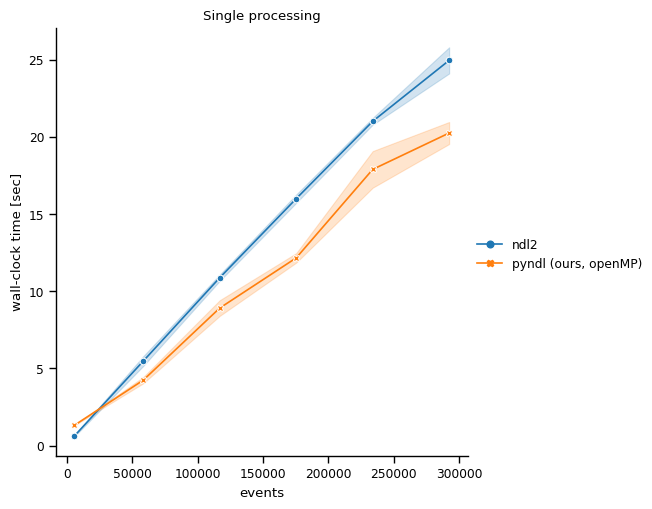 Single processing
25
20
15
10
5
0
wall-clock time [sec]
0 50000 100000 150000 200000 250000 300000
events
ndl2
pyndl (ours, openMP)